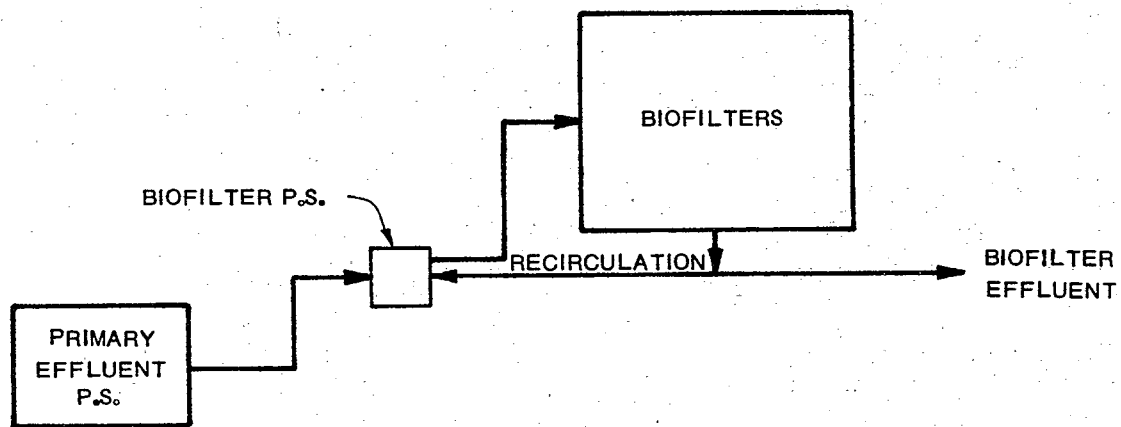 BIOFILTERS
BIOFILTER P.S.
RECIRCULATION
BIOFILTER
EFFLUENT
PRIMARY
EFFLUENT
P.S.